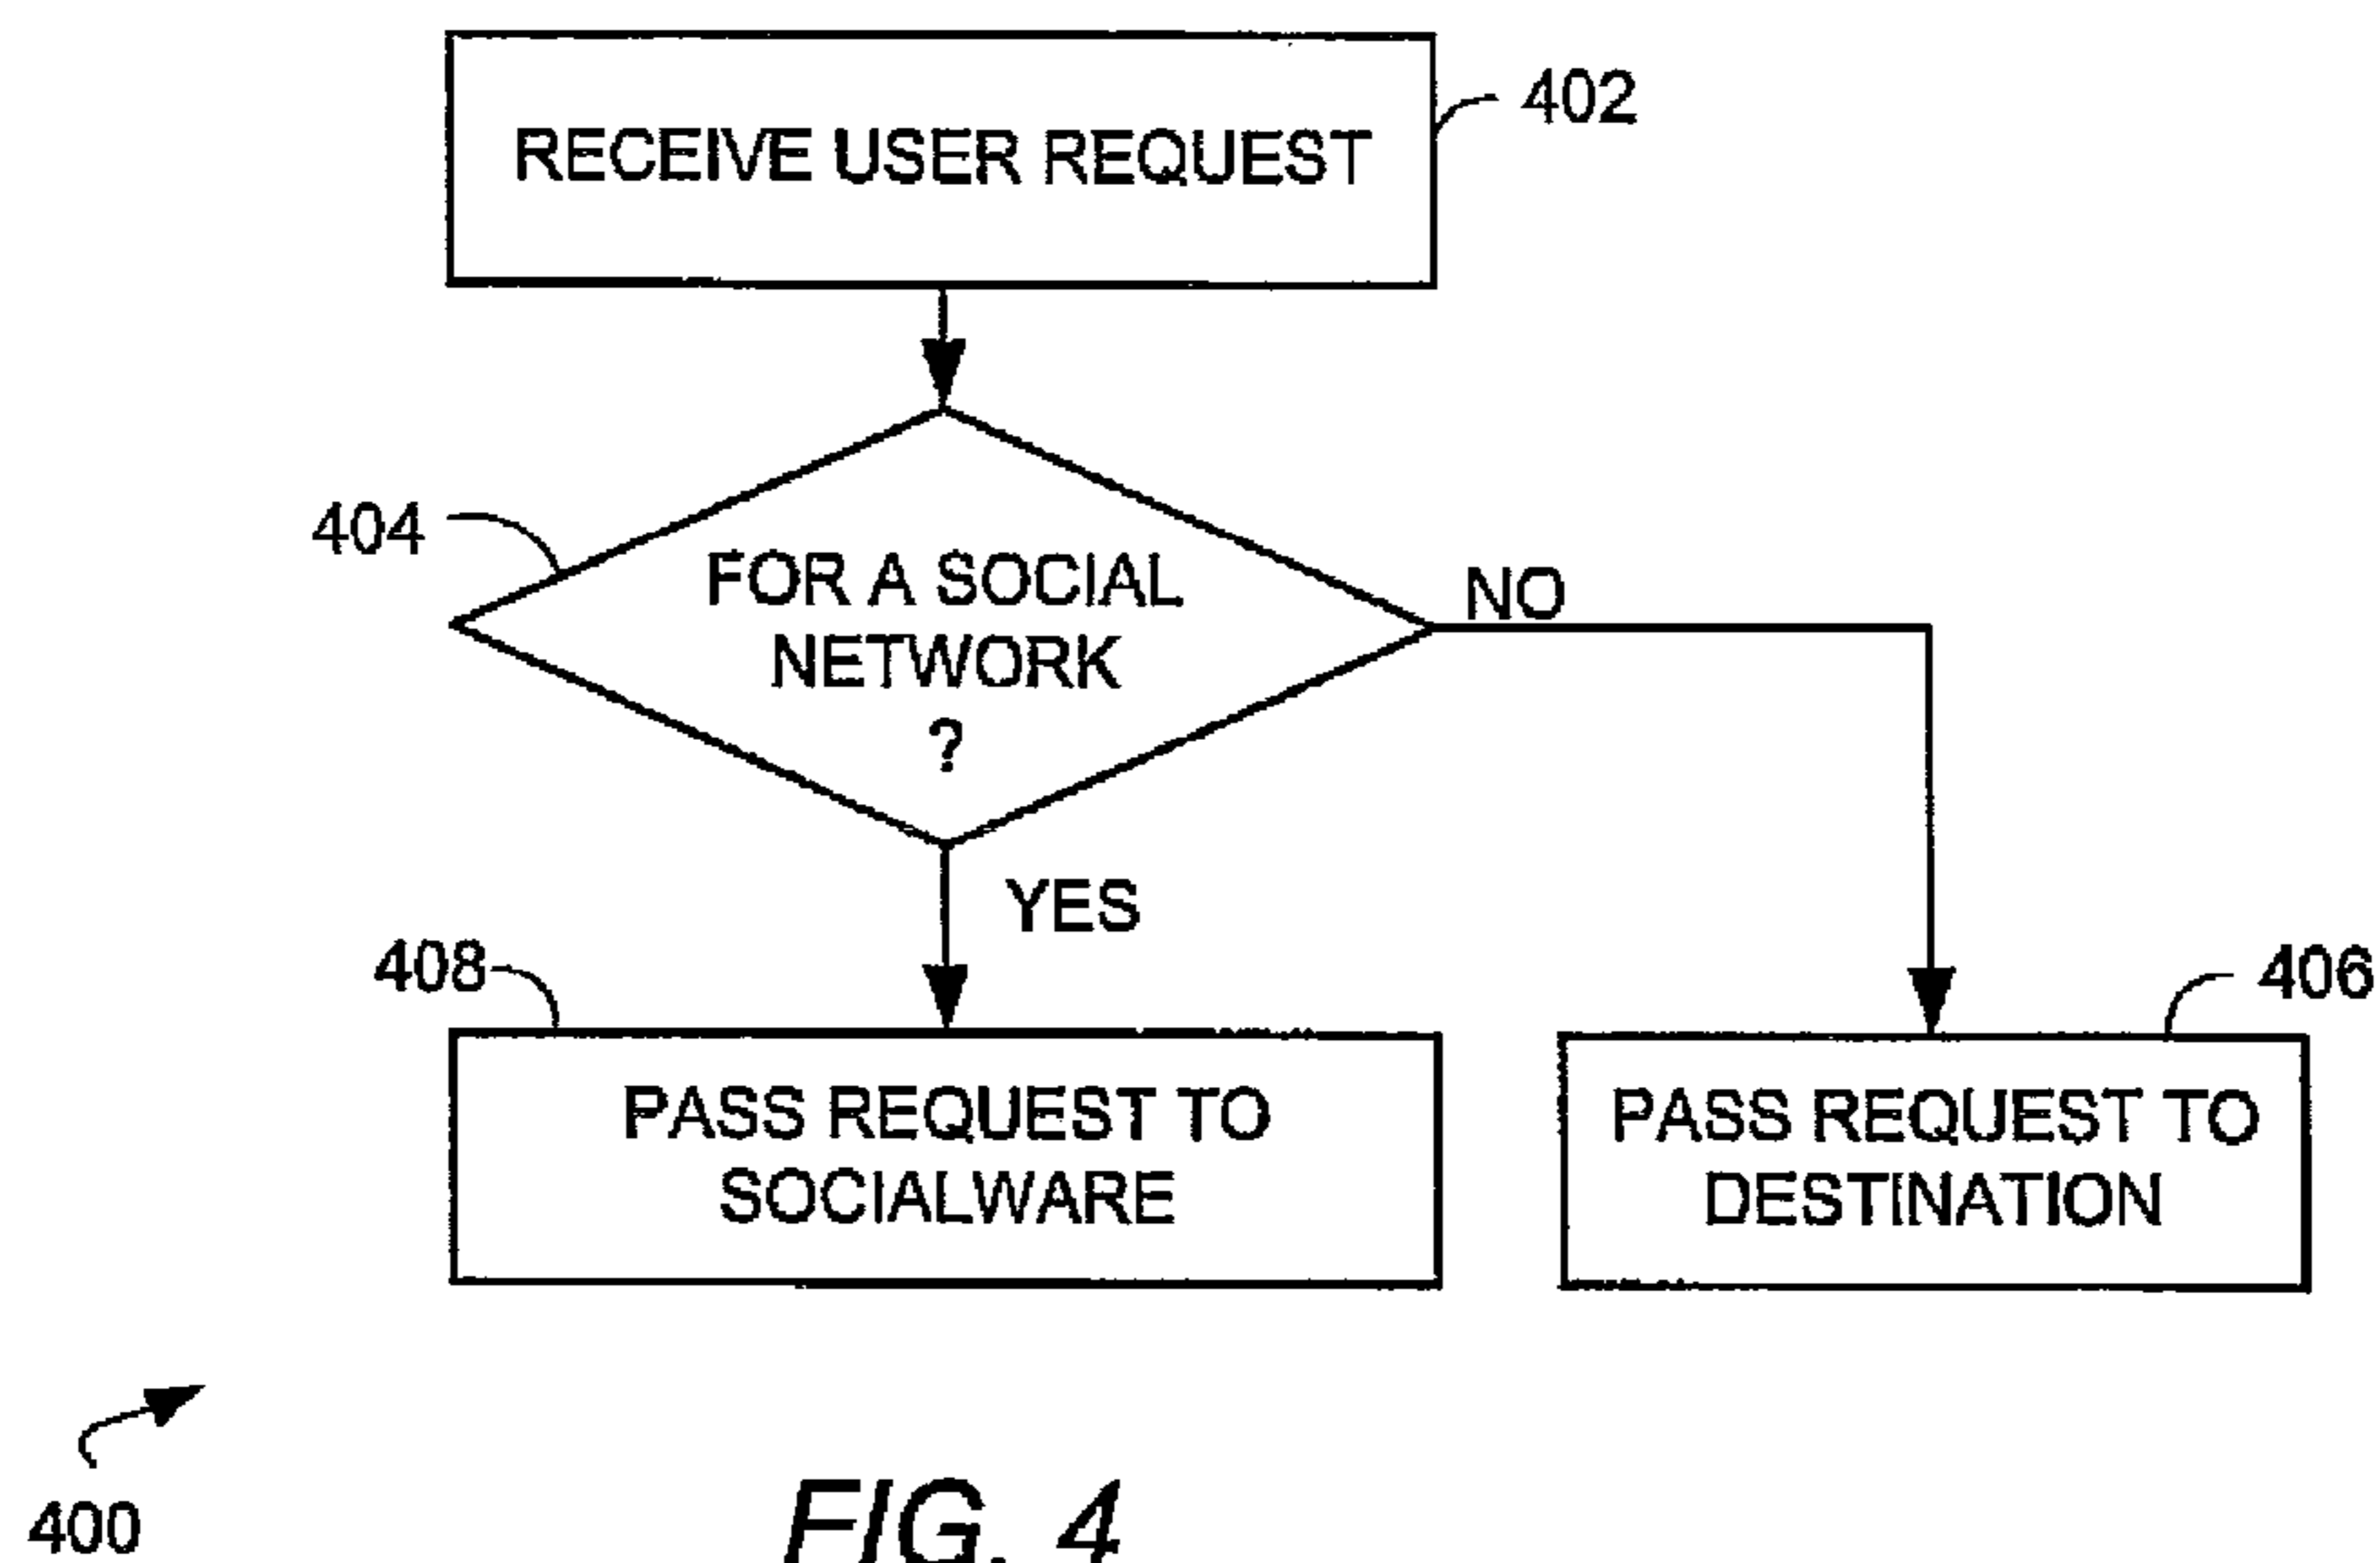 RECEIVE USER REQUEST
402
404
FOR A SOCIAL
NETWORK
?
NO
YES
408
406
PASS REQUEST TO
SOCIALWARE
PASS REQUEST TO
DESTINATION
400
FIG. 4